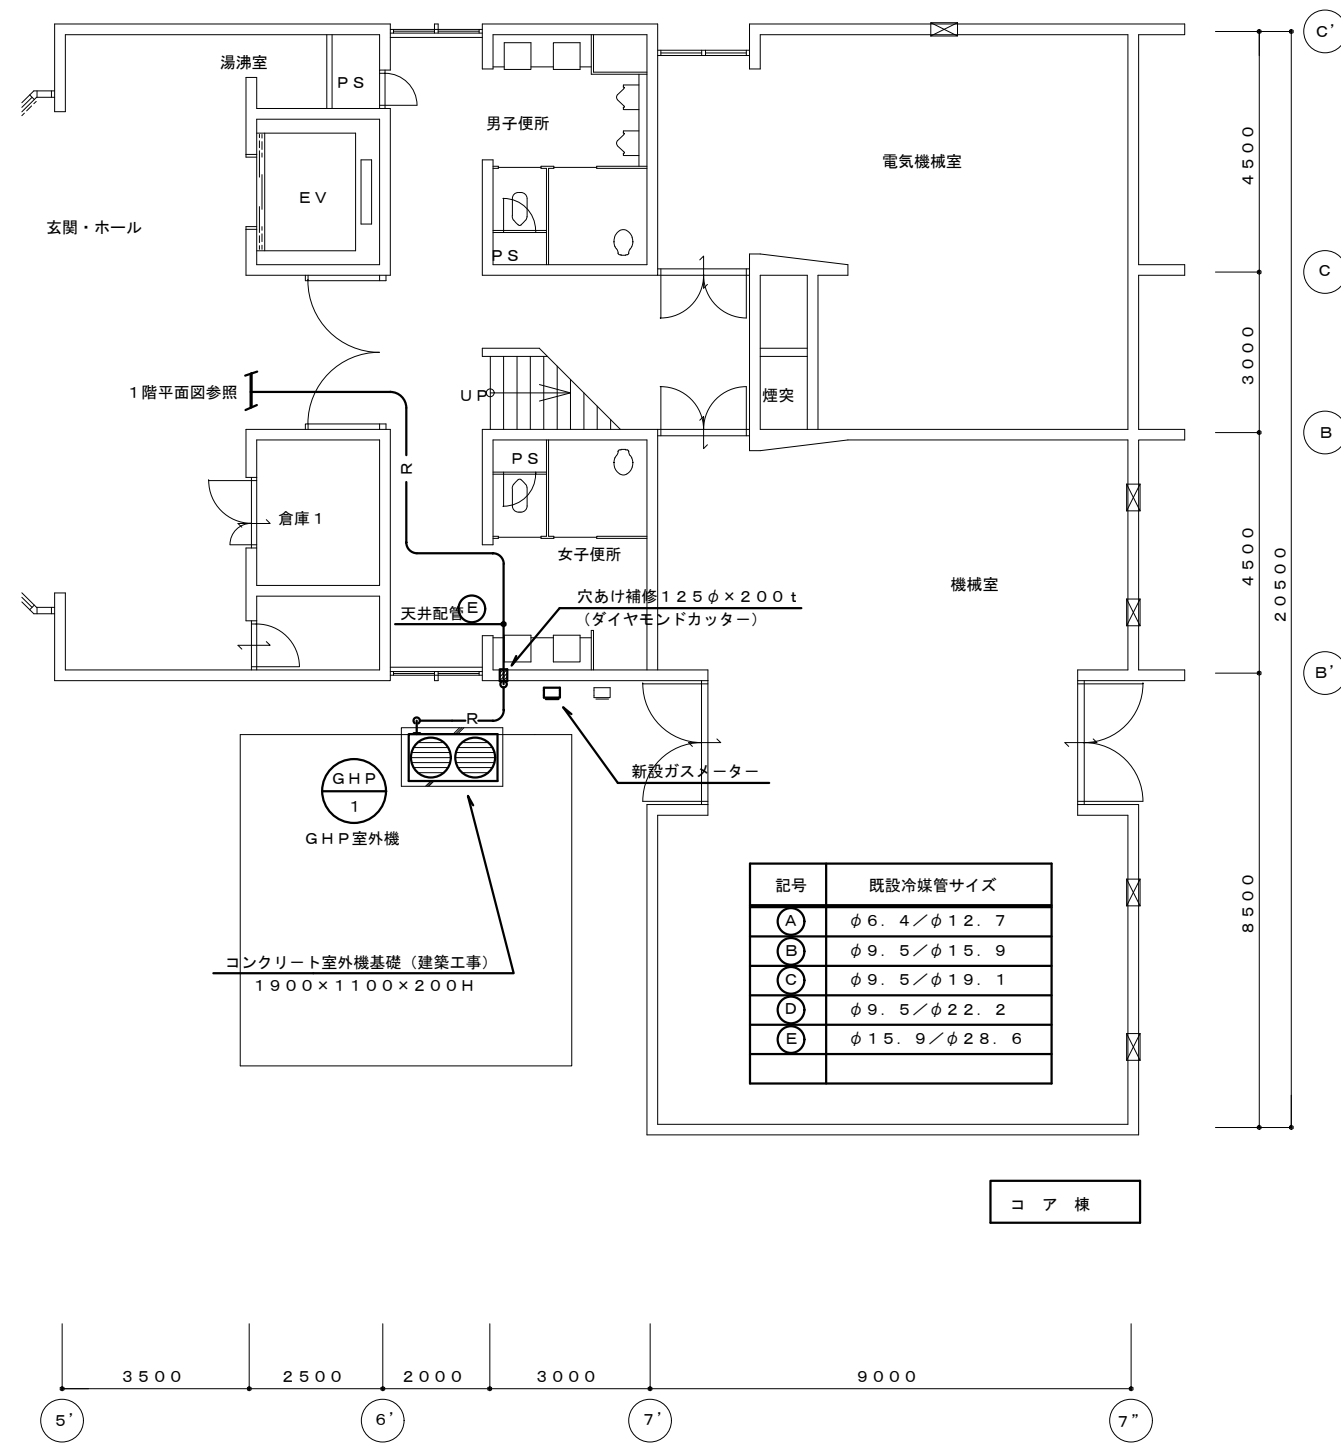 C'
湯沸室
ＰＳ
男子便所
電気機械室
４５００
ＥＶ
玄関・ホール
ＰＳ
C
３０００
１階平面図参照
ＵＰ
煙突
B
Ｒ
ＰＳ
倉庫１
女子便所
機械室
４５００
２０５００
天井配管
E
穴あけ補修１２５φ×２００ｔ
（ダイヤモンドカッター）
B'
Ｒ
新設ガスメーター
ＧＨＰ
１
ＧＨＰ室外機
記号 既設冷媒管サイズ
A φ６．４／φ１２．７
B φ９．５／φ１５．９
C φ９．５／φ１９．１
D φ９．５／φ２２．２
E φ１５．９／φ２８．６
８５００
コンクリート室外機基礎（建築工事）
１９００×１１００×２００Ｈ
コ ア 棟
３５００ ２５００ ２０００ ３０００ ９０００
5' 6' 7' 7"